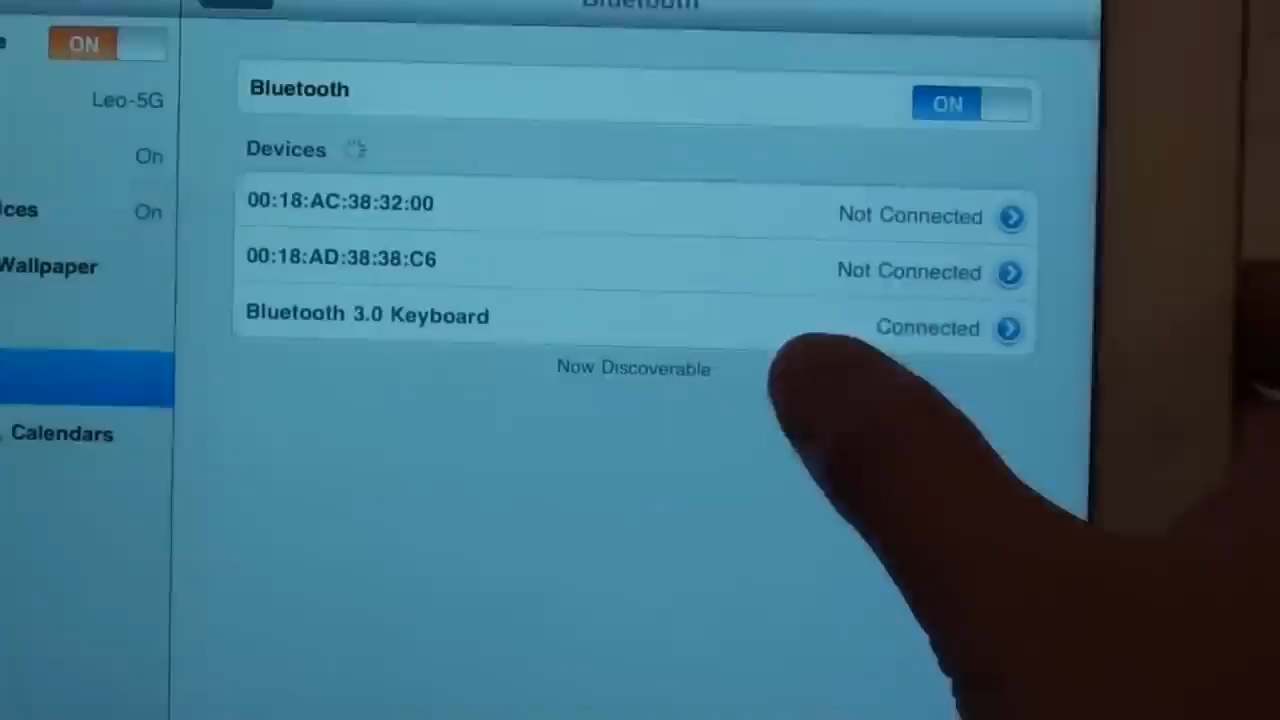 Bluetooth
e ON
Leo-5G
On
ices On
Wallpaper
Calendars
Bluetooth ON
Devices
00:18:AC:38:32:00 Not Connected
00:18:AD:38:38:C6 Not Connected
Bluetooth 3.0 Keyboard Connected
Now Discoverable